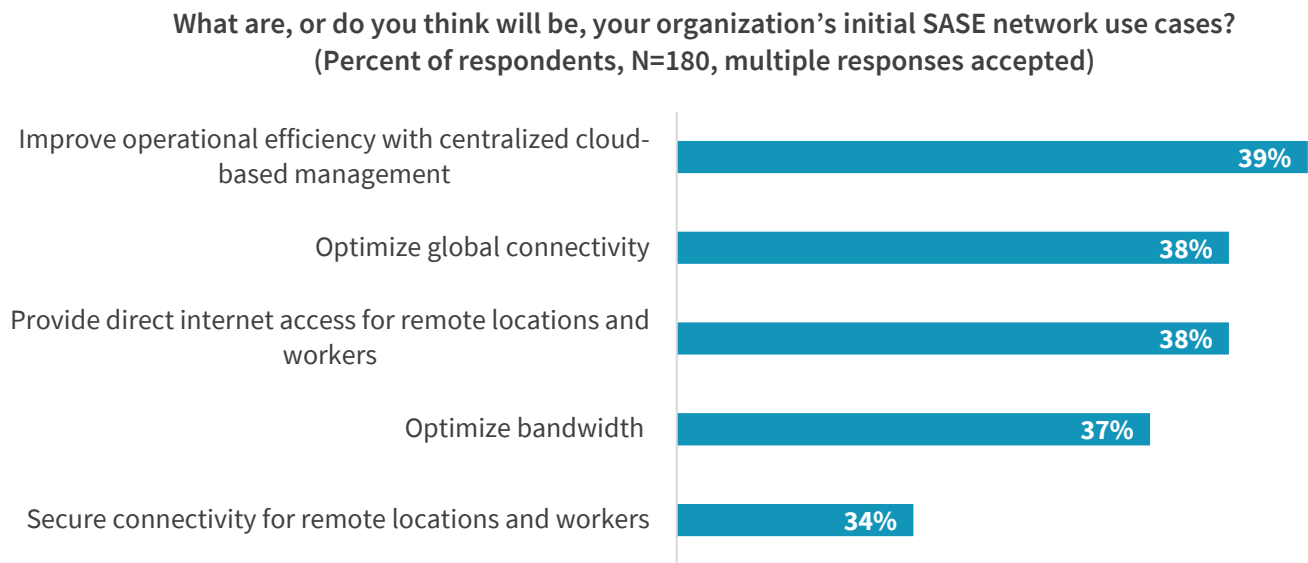 What are, or do you think will be, your organization’s initial SASE network use cases?
(Percent of respondents, N=180, multiple responses accepted)
Improve operational efficiency with centralized cloud-
based management
39%
Optimize global connectivity
38%
Provide direct internet access for remote locations and
workers
38%
Optimize bandwidth
37%
Secure connectivity for remote locations and workers
34%